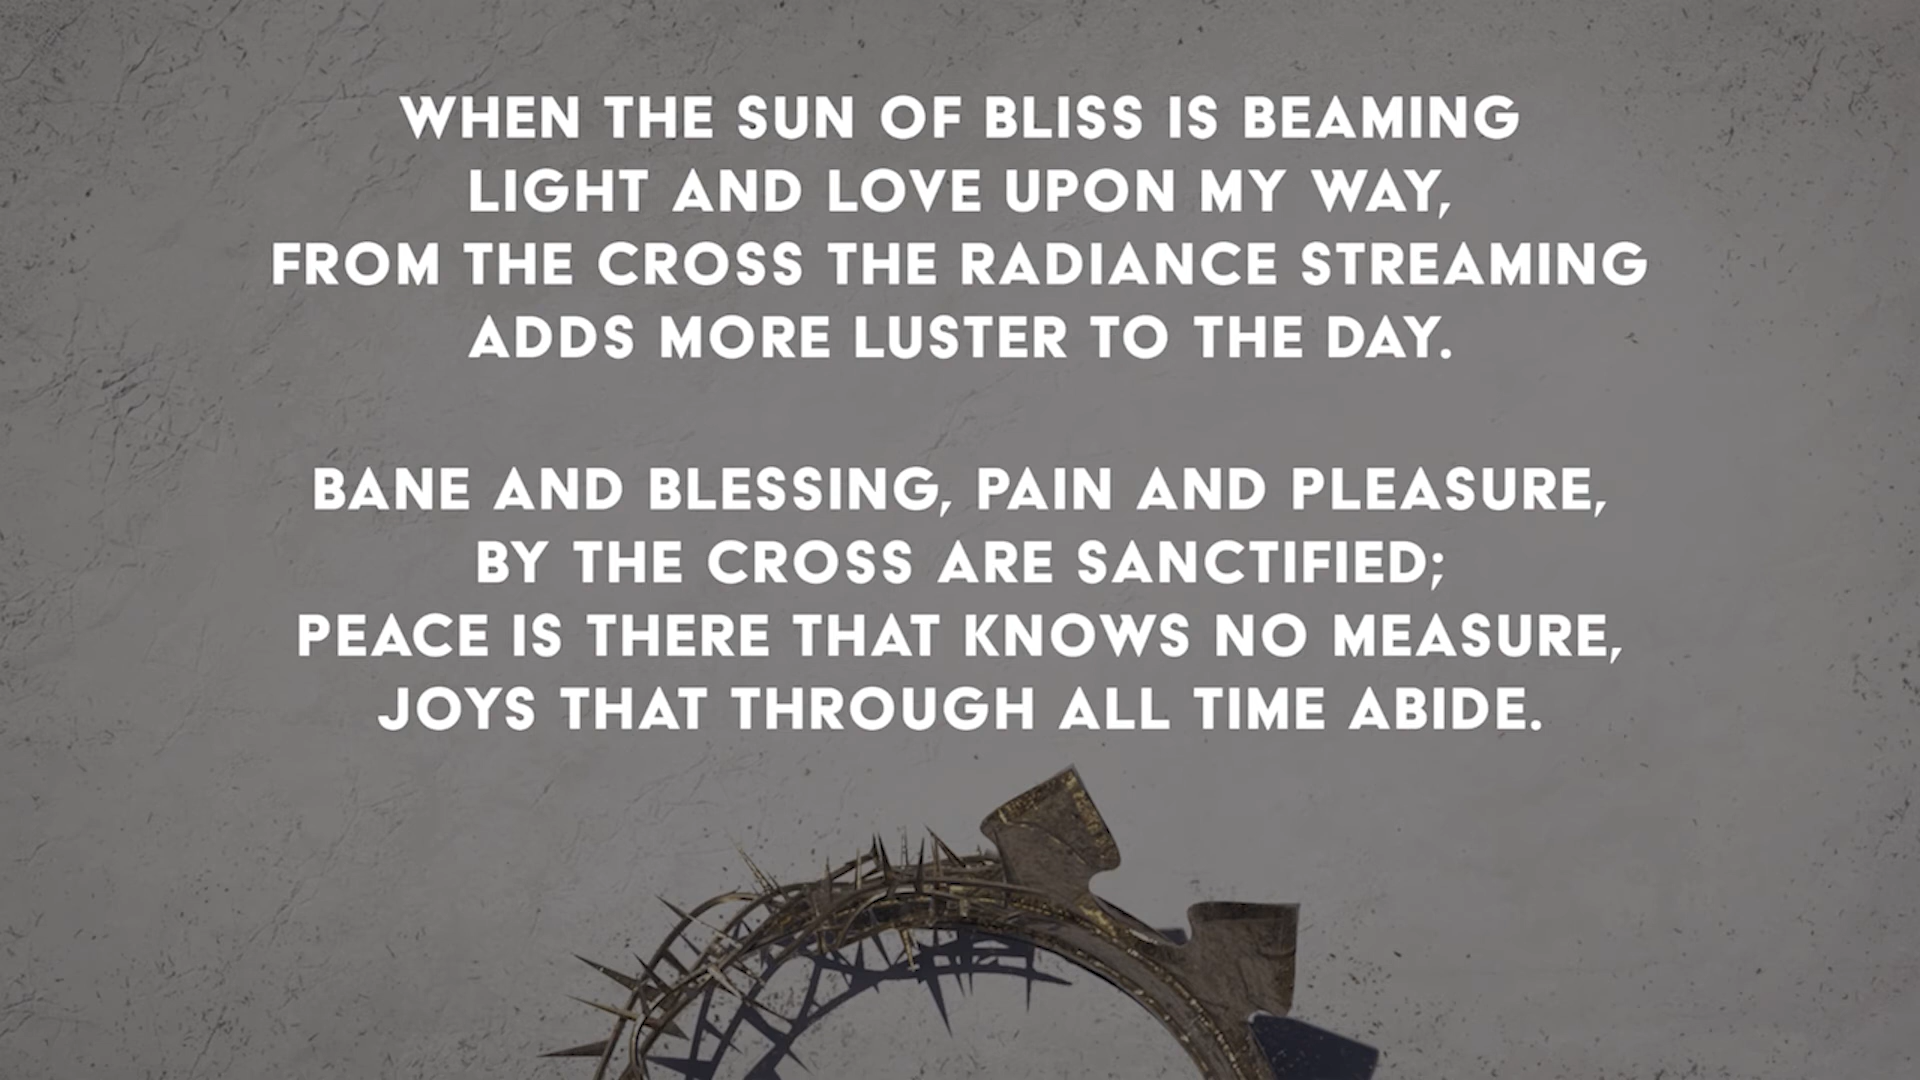 WHEN THE SUN OF BLISS IS BEAMING
LIGHT AND LOVE UPON MY WAY,
FROM THE CROSS THE RADIANCE STREAMING
ADDS MORE LUSTER TO THE DAY.
BANE AND BLESSING, PAIN AND PLEASURE,
BY THE CROSS ARE SANCTIFIED;
PEACE IS THERE THAT KNOWS NO MEASURE,
JOYS THAT THROUGH ALL TIME ABIDE.